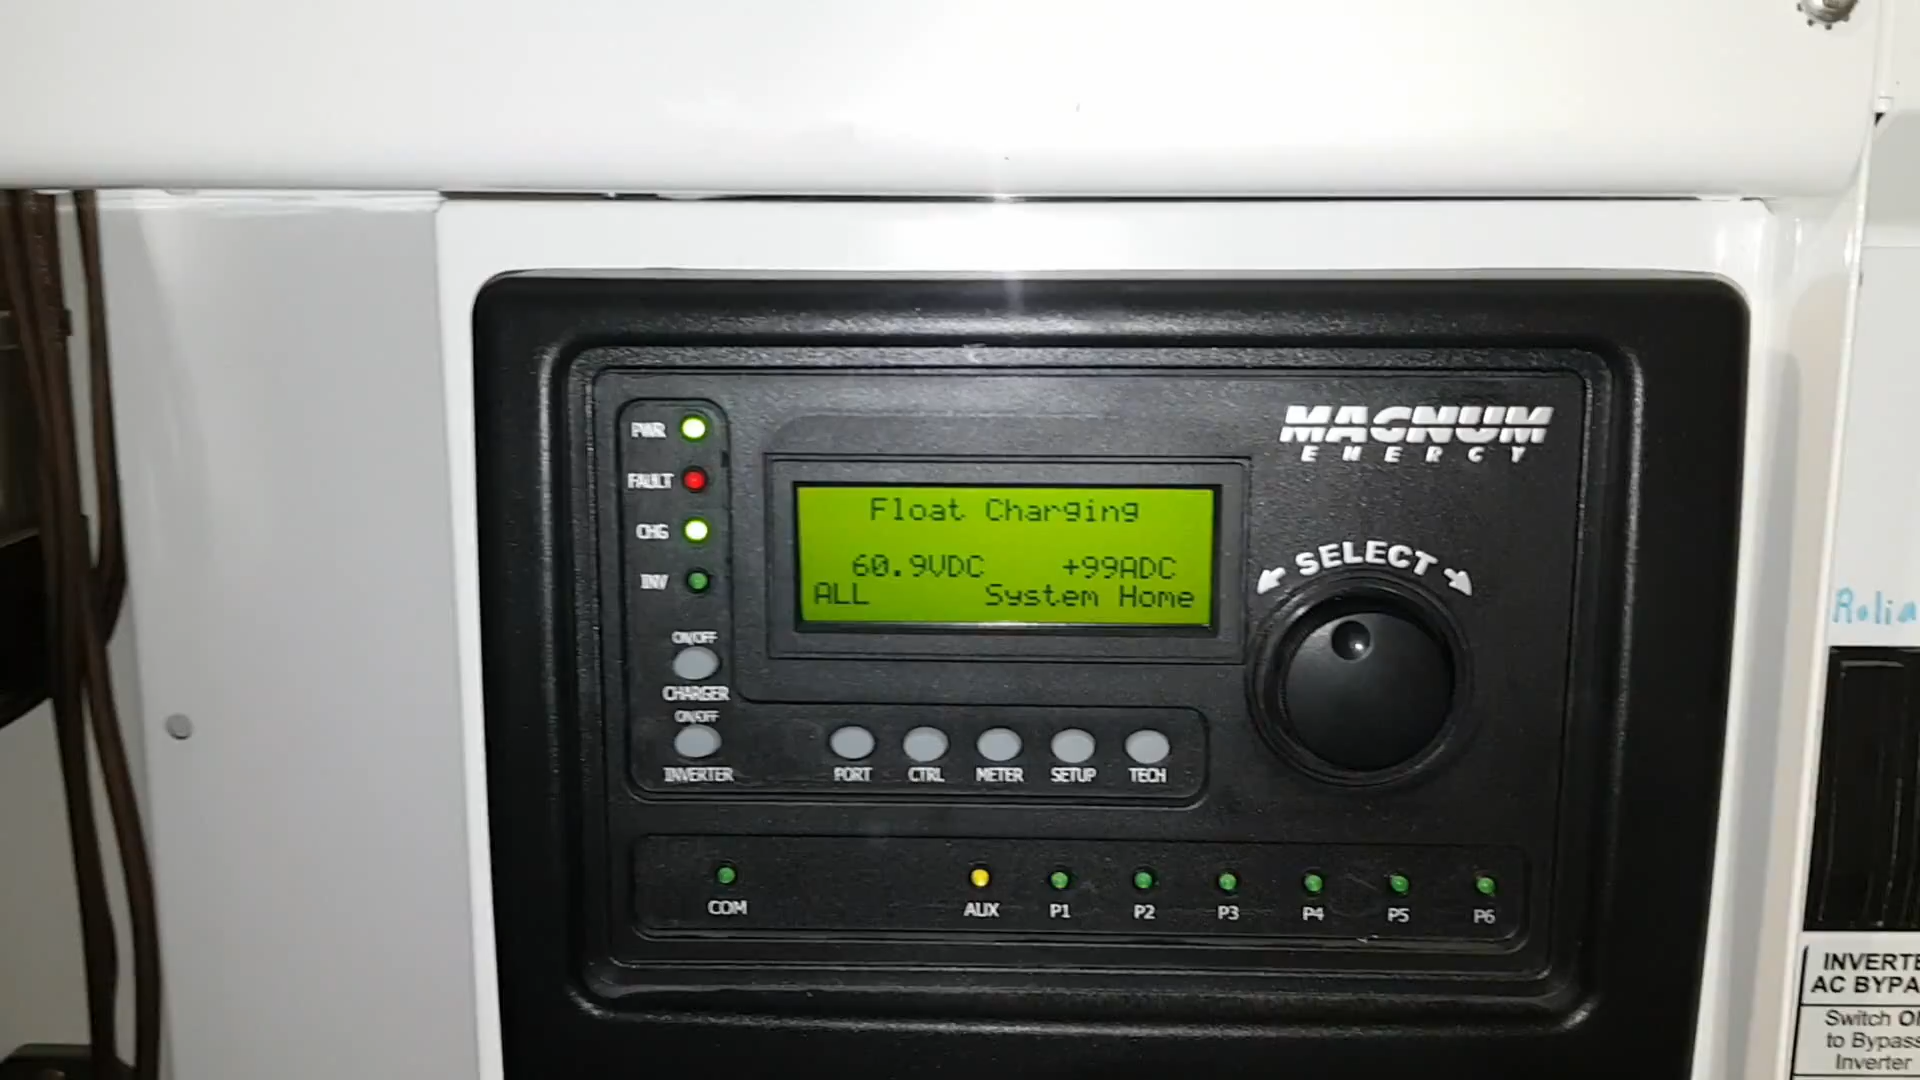 MAGNUM
ENERGY
PWR
FAULT
CHG
INV
Float Charging
60.9VDC +99ADC
ALL System Home
SELECT
ON/OFF
CHARGER
ON/OFF
INVERTER
PORT CTRL METER SETUP TECH
COM AUX P1 P2 P3 P4 P5 P6
INVERTE
AC BYPA
Switch
to Bypass
Inverter